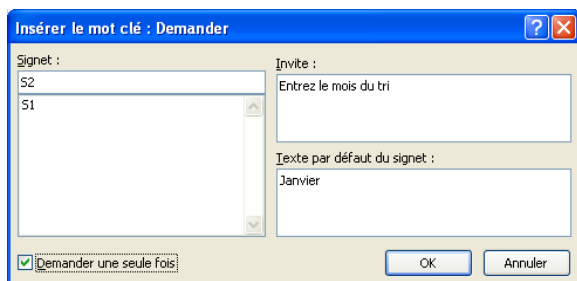 Insérer le mot clé : Demander
Signet :
S2
S1
Invite :
Entrez le mois du tri
Texte par défaut du signet :
Janvier
Demander une seule fois
OK
Annuler